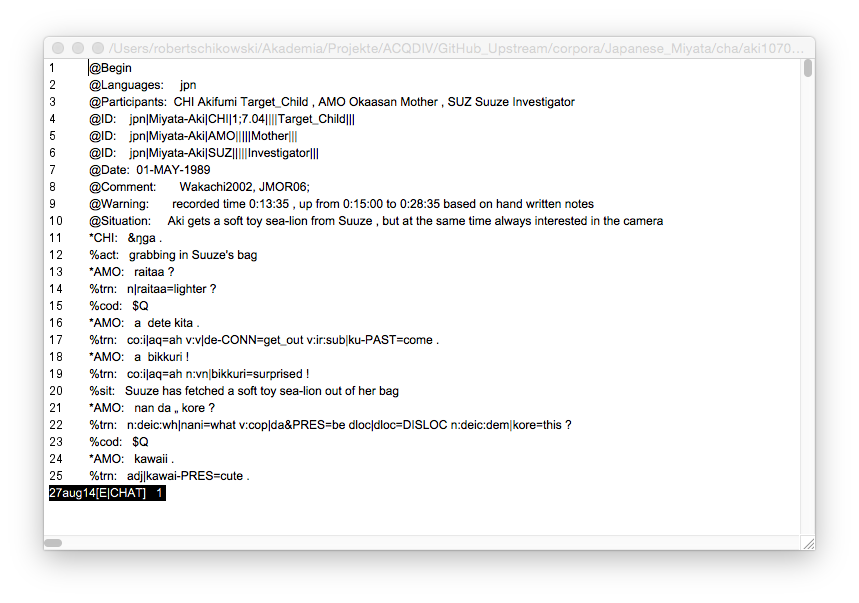 /Users/robertschikowski/Akademia/Projekte/ACQDIV/GitHub_Upstream/corpora/Japanese_Miyata/cha/aki1070...
1 @Begin
2 @Languages: jpn
3 @Participants: CHI Akifumi Target_Child , AMO Okaasan Mother , SUZ Suuze Investigator
4 @ID: jpn|Miyata-Aki|CHI|1;7.04||||Target_Child|||
5 @ID: jpn|Miyata-Aki|AMO|||||Mother|||
6 @ID: jpn|Miyata-Aki|SUZ|||||Investigator|||
7 @Date: 01-MAY-1989
8 @Comment: Wakachi2002, JMOR06;
9 @Warning: recorded time 0:13:35 , up from 0:15:00 to 0:28:35 based on hand written notes
10 @Situation: Aki gets a soft toy sea-lion from Suuze , but at the same time always interested in the camera
11 *CHI: &ŋga .
12 %act: grabbing in Suuze's bag
13 *AMO: raitaa ?
14 %trn: n|raitaa=lighter ?
15 %cod: $Q
16 *AMO: a dete kita .
17 %trn: co:i|aq=ah v:v|de-CONN=get_out v:ir:sub|ku-PAST=come .
18 *AMO: a bikkuri !
19 %trn: co:i|aq=ah n:vn|bikkuri=surprised !
20 %sit: Suuze has fetched a soft toy sea-lion out of her bag
21 *AMO: nan da „ kore ?
22 %trn: n:deic:wh|nani=what v:cop|da&PRES=be dloc|dloc=DISLOC n:deic:dem|kore=this ?
23 %cod: $Q
24 *AMO: kawaii .
25 %trn: adj|kawai-PRES=cute .
27aug14[E|CHAT] 1